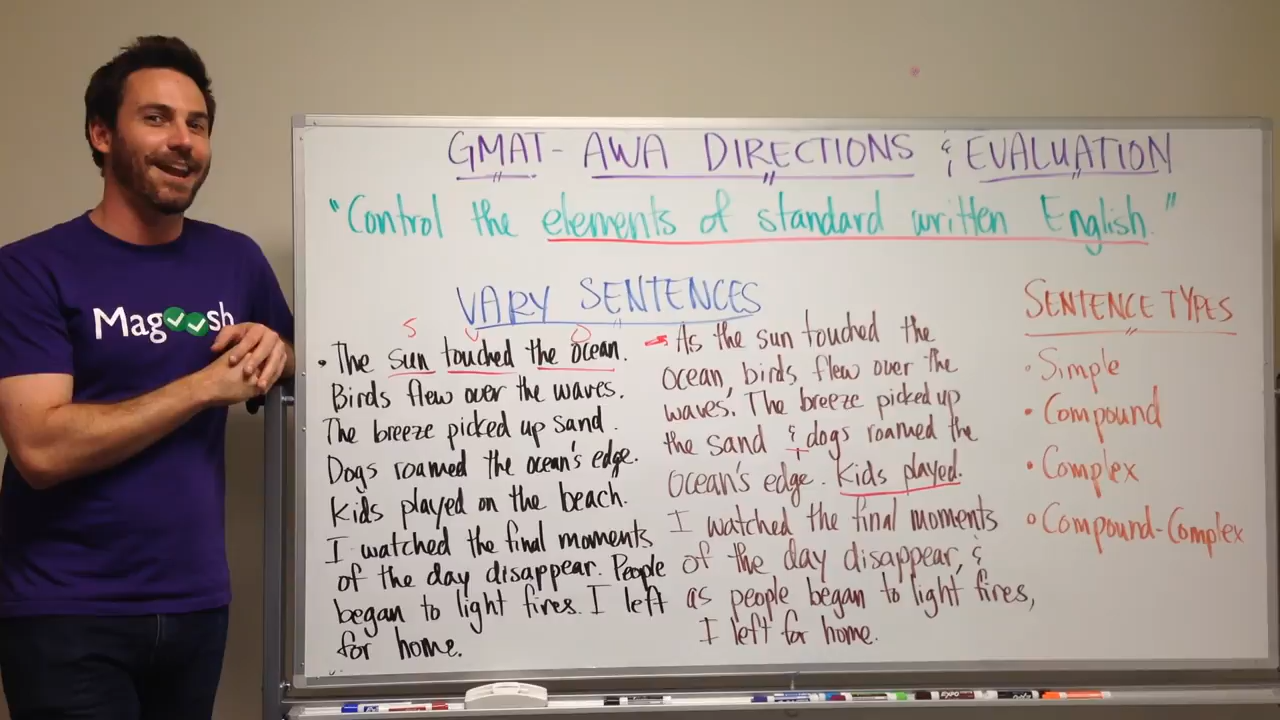 Magoosh
GMAT - AWA DIRECTIONS & EVALUATION
"Control the elements of standard written English."
VARY SENTENCES
S V O
• The sun touched the ocean.
Birds flew over the waves.
The breeze picked up sand.
Dogs roamed the ocean's edge.
Kids played on the beach.
I watched the final moments
of the day disappear. People
began to light fires. I left
for home.
As the sun touched the
ocean, birds flew over the
waves. The breeze picked up
the sand & dogs roamed the
ocean's edge. Kids played.
I watched the final moments
of the day disappear, &
as people began to light fires,
I left for home.
SENTENCE TYPES
• Simple
• Compound
• Complex
• Compound-Complex
EXPO